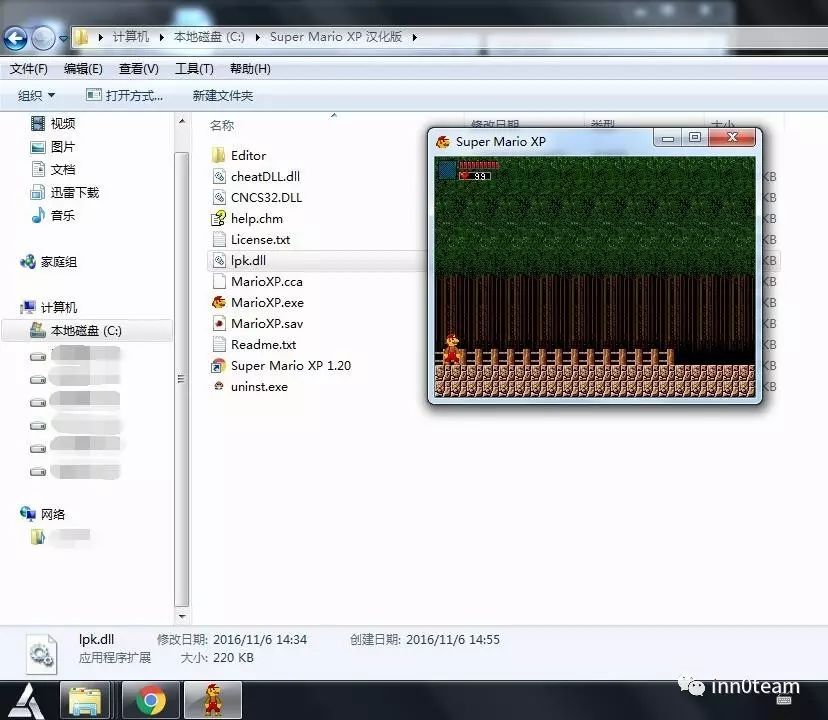 计算机 本地磁盘 (C:) Super Mario XP 汉化版
文件(F) 编辑(E) 查看(V) 工具(T) 帮助(H)
组织 打开方式... 新建文件夹
视频
图片
文档
迅雷下载
音乐
家庭组
计算机
本地磁盘 (C:)
网络
名称 修改日期 类型 大小
Editor
cheatDLL.dll
CNCS32.DLL
help.chm
License.txt
lpk.dll
MarioXP.cca
MarioXP.exe
MarioXP.sav
Readme.txt
Super Mario XP 1.20
uninst.exe
KB
KB
KB
KB
KB
KB
KB
KB
KB
KB
Super Mario XP
99
lpk.dll 修改日期: 2016/11/6 14:34 创建日期: 2016/11/6 14:55
应用程序扩展 大小: 220 KB
inn0team